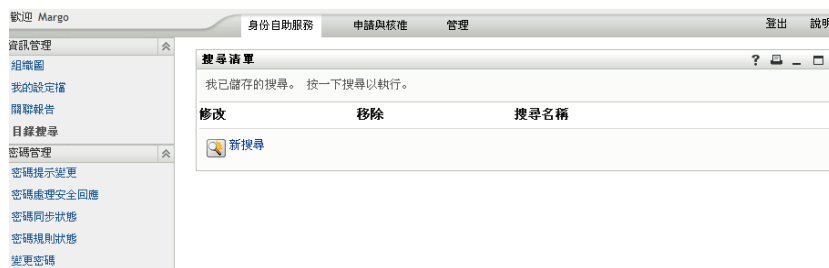 歡迎 Margo
身份自助服務 申請與核准 管理 登出 說明
資訊管理
組織圖
我的設定檔
關聯報告
目錄搜尋
密碼管理
密碼提示變更
密碼處理安全回應
密碼同步狀態
密碼規則狀態
變更密碼
搜尋清單 ?
我已儲存的搜尋。 按一下搜尋以執行。
修改 移除 搜尋名稱
新搜尋